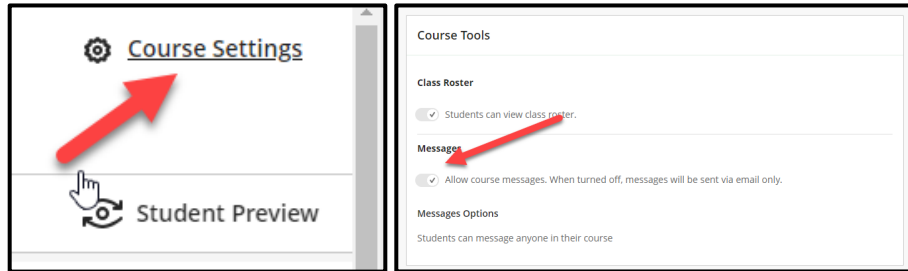 Course Settings
Student Preview
Course Tools
Class Roster
Students can view class roster.
Messages
Allow course messages. When turned off, messages will be sent via email only.
Messages Options
Students can message anyone in their course